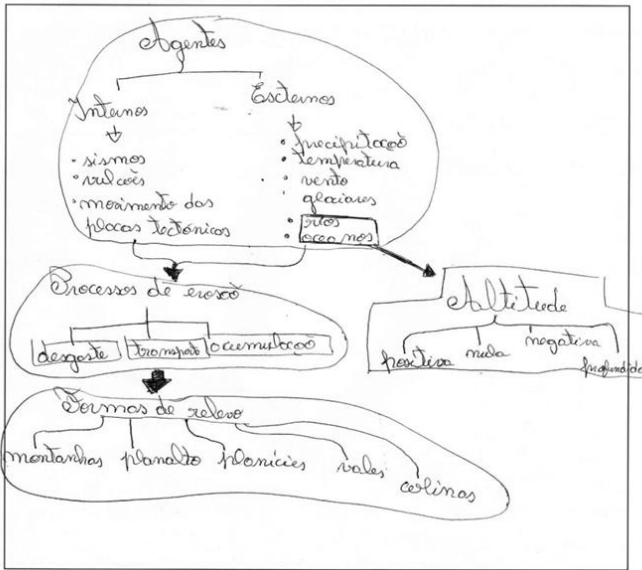 Agentes
Internos
Externos
• sismos
• vulcões
• movimento das
placas tectónicas
• precipitação
• temperatura
• vento
• glaciares
• rios
• oceanos
Processos de erosão
desgaste transporte acumulação
Altitude
positiva nula negativa
Formas de relevo
montanhas planalto planícies vales colinas